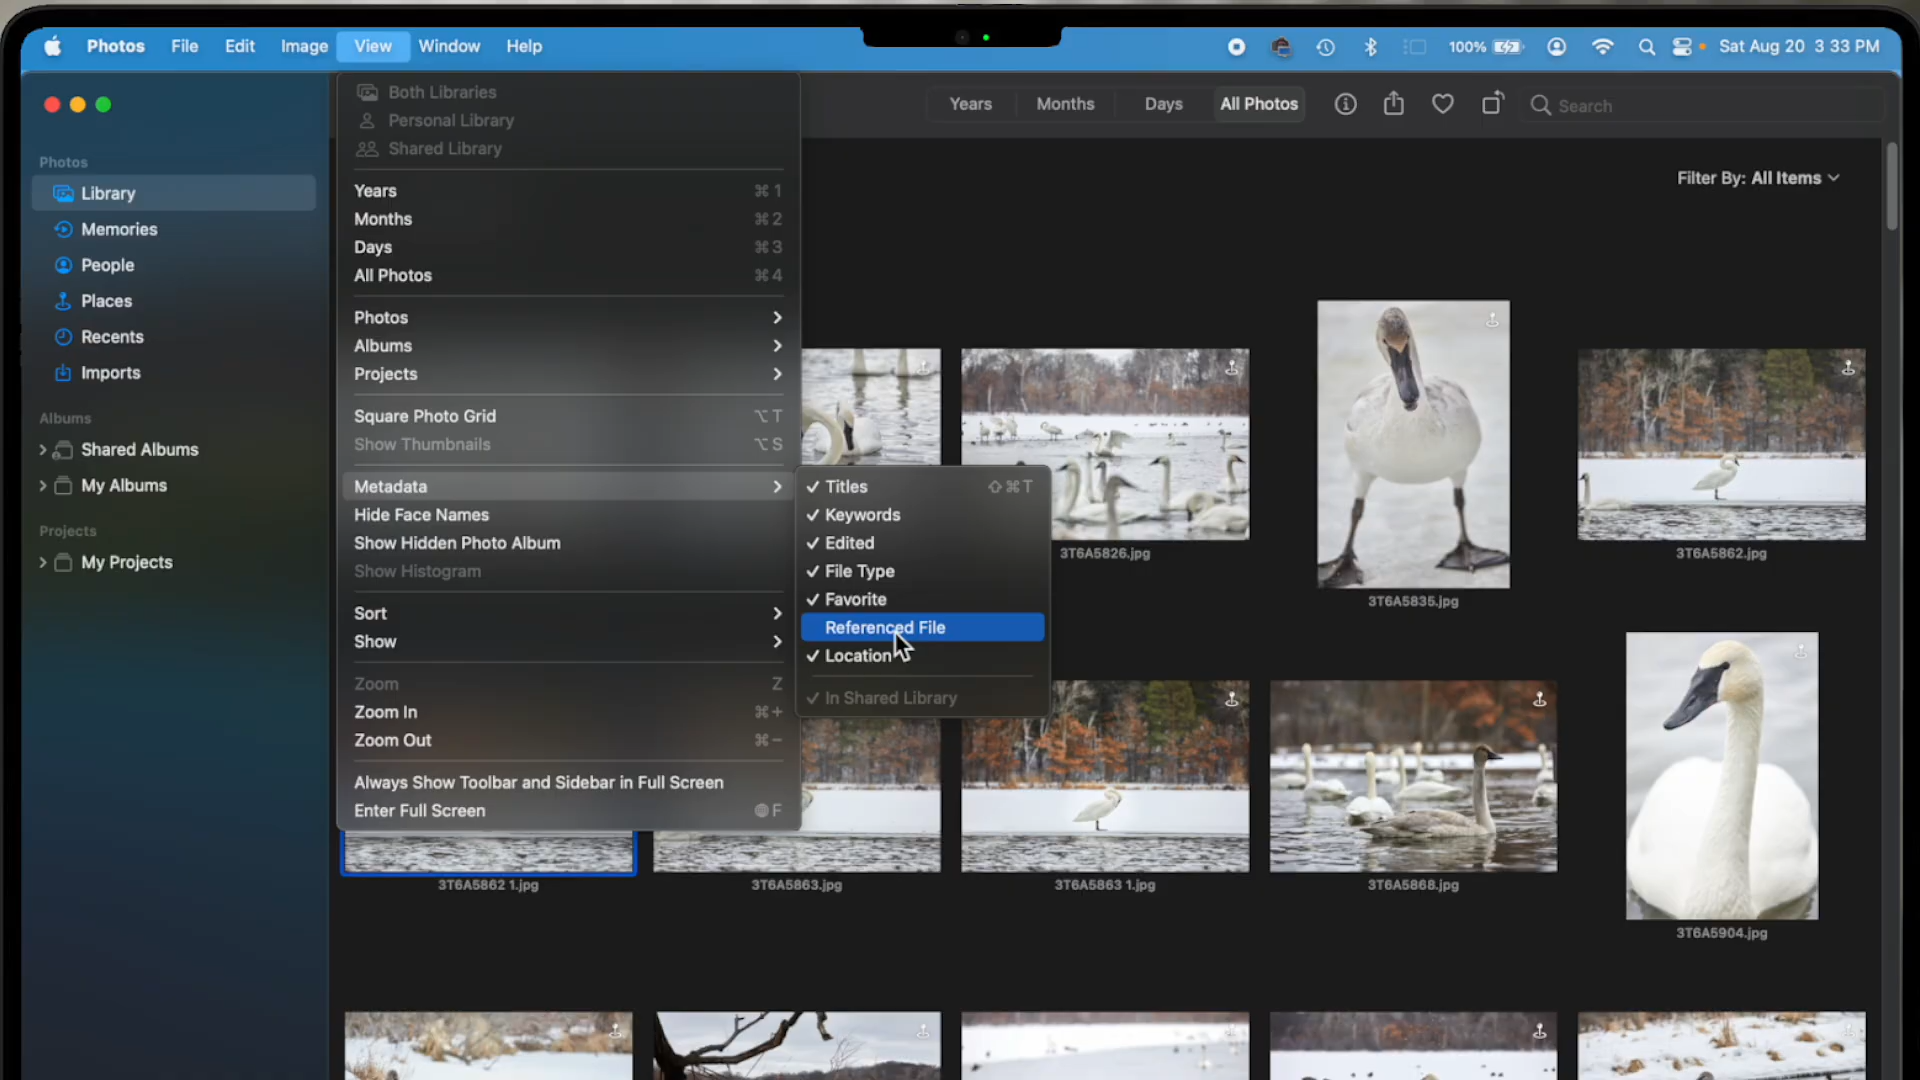 Photos File Edit Image View Window Help 100% Sat Aug 20 3 33 PM
Photos
Library
Memories
People
Places
Recents
Imports
Albums
Shared Albums
My Albums
Projects
My Projects
Both Libraries
Personal Library
Shared Library
Years ⌘ 1
Months ⌘ 2
Days ⌘ 3
All Photos ⌘ 4
Photos
Albums
Projects
Square Photo Grid ⌥ T
Show Thumbnails ⌥ S
Metadata
Hide Face Names
Show Hidden Photo Album
Show Histogram
Sort
Show
Zoom Z
Zoom In ⌘ +
Zoom Out ⌘ −
Always Show Toolbar and Sidebar in Full Screen
Enter Full Screen F
✓ Titles ⇧ ⌘ T
✓ Keywords
✓ Edited
✓ File Type
✓ Favorite
Referenced File
✓ Location
✓ In Shared Library
Years Months Days All Photos Search
Filter By: All Items
3T6A5826.jpg
3T6A5835.jpg
3T6A5862.jpg
3T6A5862 1.jpg
3T6A5863.jpg
3T6A5863 1.jpg
3T6A5868.jpg
3T6A5904.jpg